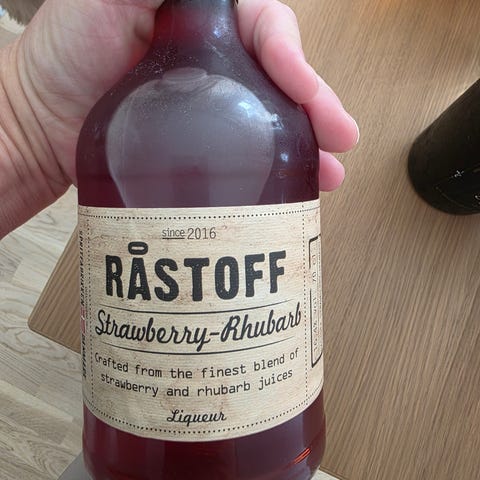 since 2016
RÅSTOFF
Strawberry-Rhubarb
Crafted from the finest blend of
strawberry and rhubarb juices
Liqueur